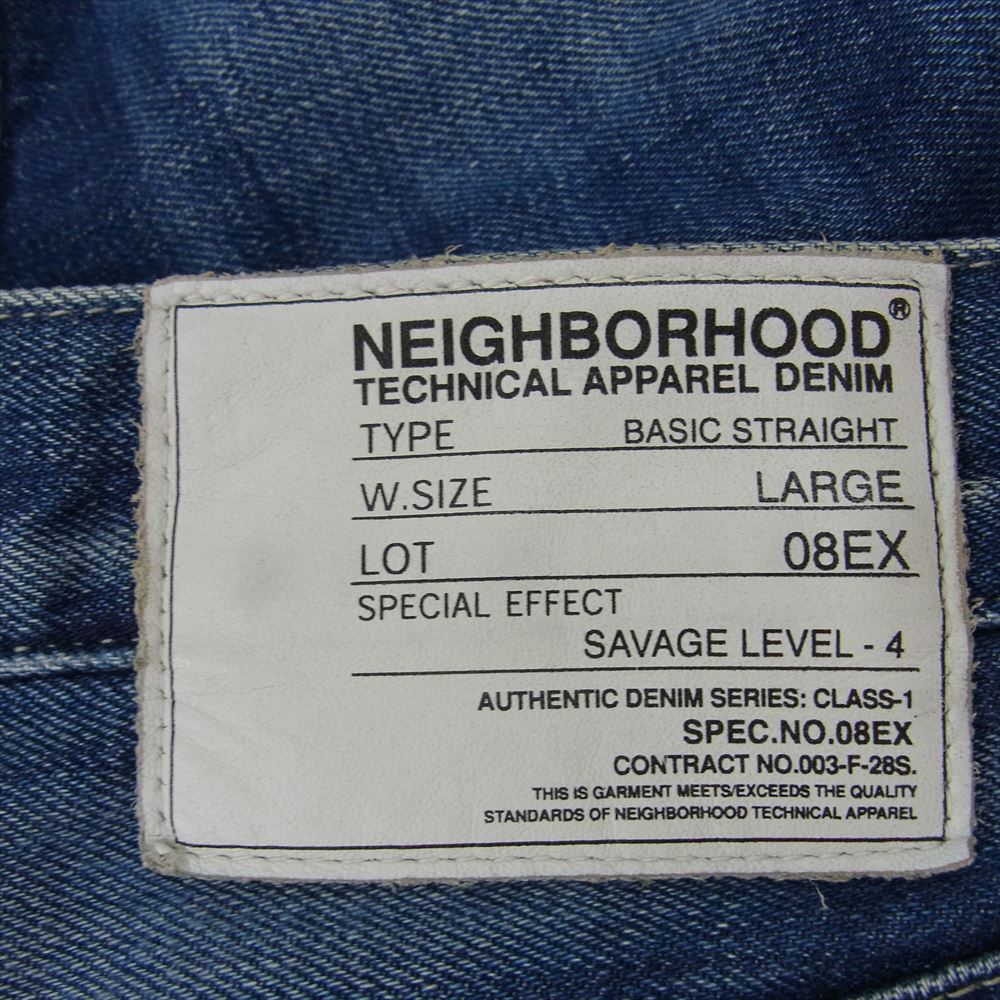 NEIGHBORHOOD®
TECHNICAL APPAREL DENIM
TYPE BASIC STRAIGHT
W.SIZE LARGE
LOT 08EX
SPECIAL EFFECT
SAVAGE LEVEL - 4
AUTHENTIC DENIM SERIES: CLASS-1
SPEC.NO.08EX
CONTRACT NO.003-F-28S.
THIS IS GARMENT MEETS/EXCEEDS THE QUALITY
STANDARDS OF NEIGHBORHOOD TECHNICAL APPAREL